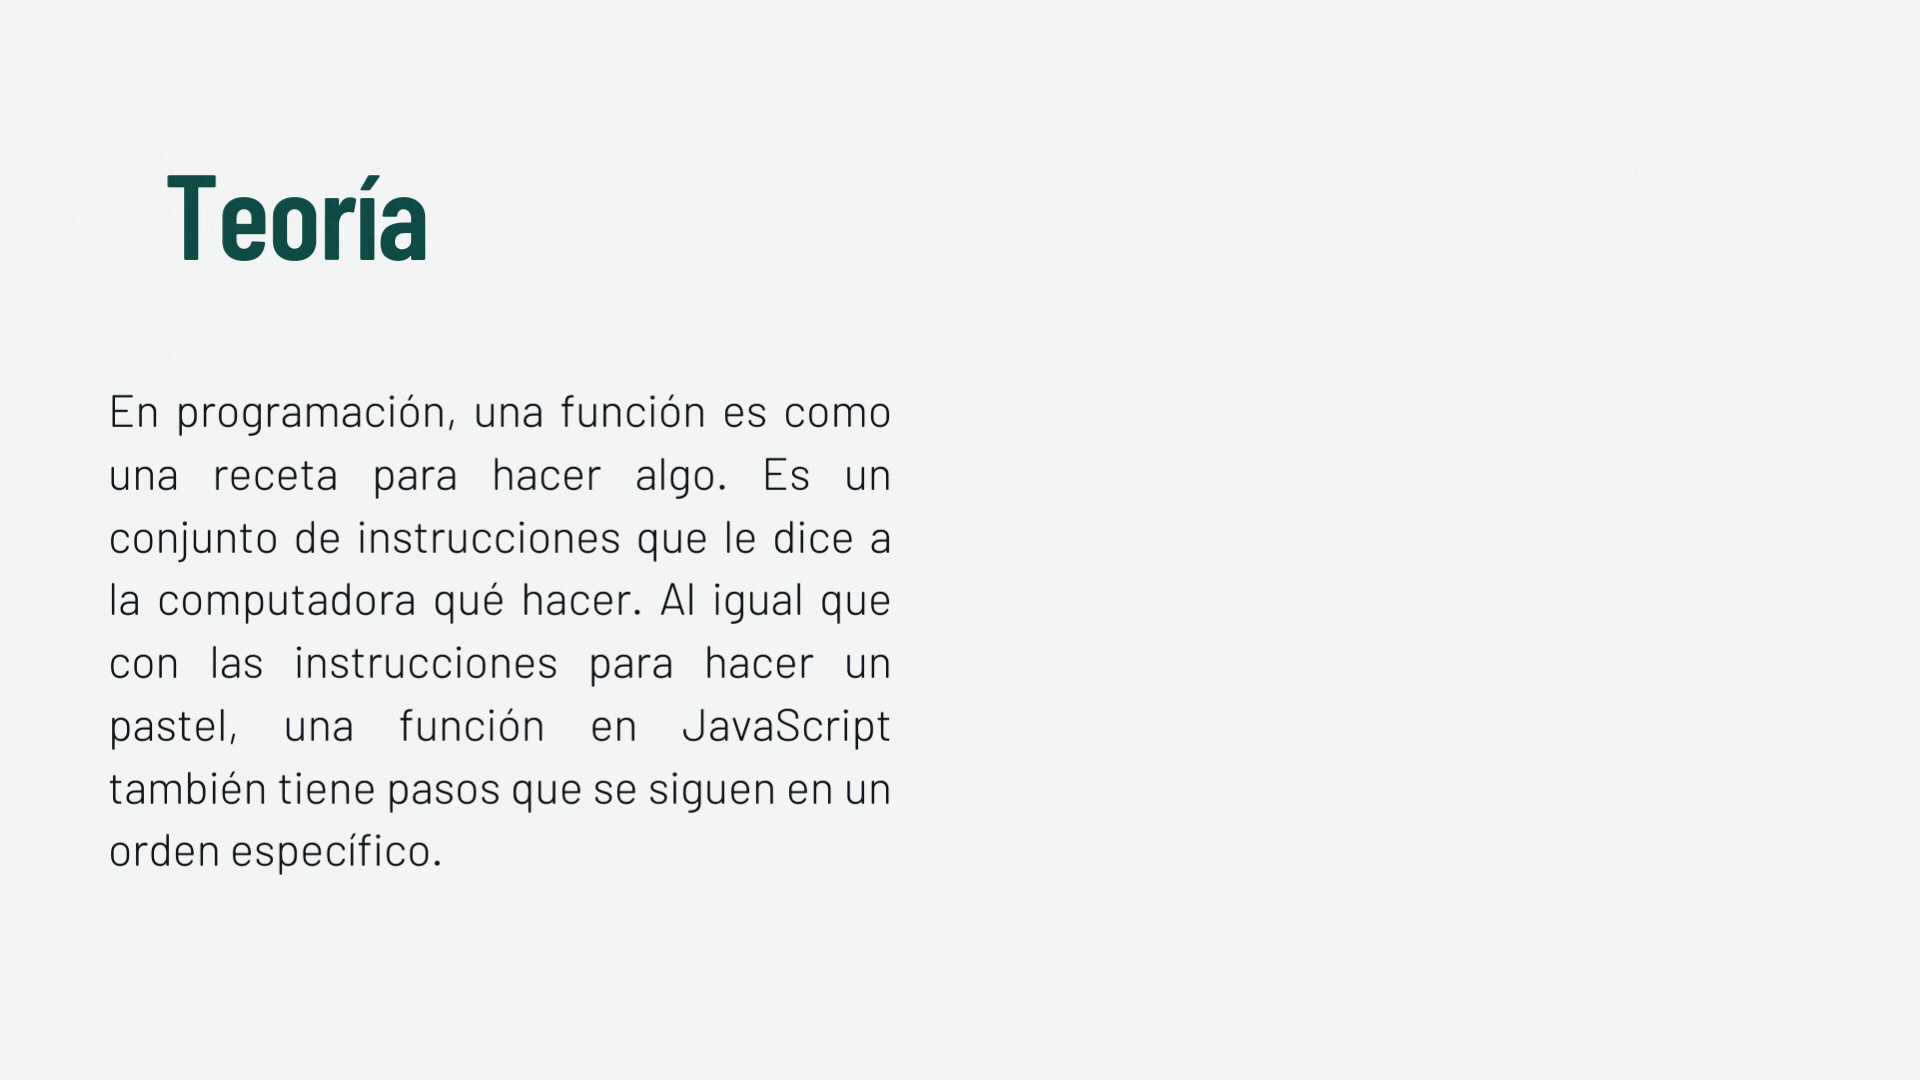 Teoría
En programación, una función es como
una receta para hacer algo. Es un
conjunto de instrucciones que le dice a
la computadora qué hacer. Al igual que
con las instrucciones para hacer un
pastel, una función en JavaScript
también tiene pasos que se siguen en un
orden específico.